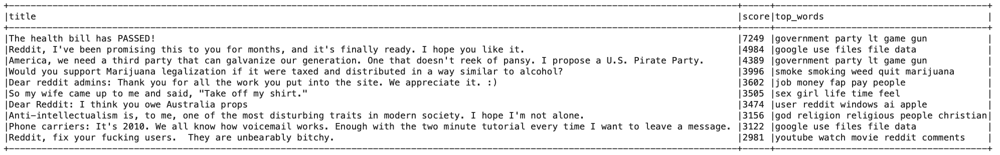 +--------------------------------------------------------------------------------------------------------------------------------------+-----+---------------------------------------+
|title                                                                                                                                 |score|top_words                              |
+--------------------------------------------------------------------------------------------------------------------------------------+-----+---------------------------------------+
|The health bill has PASSED!                                                                                                           |7249 |government party lt game gun           |
|Reddit, I've been promising this to you for months, and it's finally ready. I hope you like it.                                       |4984 |google use files file data             |
|America, we need a third party that can galvanize our generation. One that doesn't reek of pansy. I propose a U.S. Pirate Party.      |4389 |government party lt game gun           |
|Would you support Marijuana legalization if it were taxed and distributed in a way similar to alcohol?                                |3996 |smoke smoking weed quit marijuana      |
|Dear reddit admins: Thank you for all the work you put into the site. We appreciate it. :)                                            |3602 |job money fap pay people               |
|So my wife came up to me and said, "Take off my shirt."                                                                               |3505 |sex girl life time feel                |
|Dear Reddit: I think you owe Australia props                                                                                          |3474 |user reddit windows ai apple           |
|Anti-intellectualism is, to me, one of the most disturbing traits in modern society. I hope I'm not alone.                            |3156 |god religion religious people christian|
|Phone carriers: It's 2010. We all know how voicemail works. Enough with the two minute tutorial every time I want to leave a message. |3122 |google use files file data             |
|Reddit, fix your fucking users.  They are unbearably bitchy.                                                                          |2981 |youtube watch movie reddit comments    |
+--------------------------------------------------------------------------------------------------------------------------------------+-----+---------------------------------------+